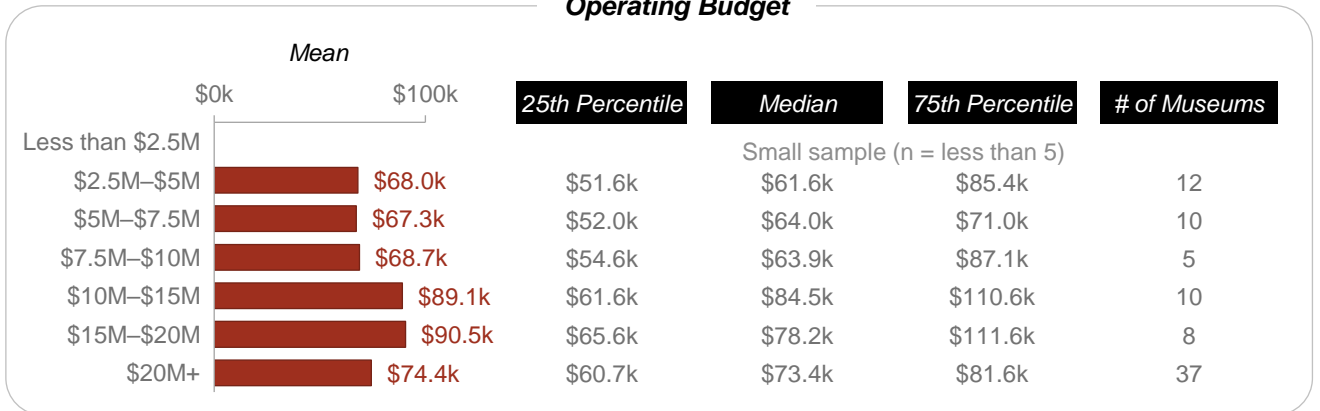 Operating Budget
Mean
$0k $100k 25th Percentile Median 75th Percentile # of Museums
Less than $2.5M Small sample (n = less than 5)
$2.5M–$5M $68.0k $51.6k $61.6k $85.4k 12
$5M–$7.5M $67.3k $52.0k $64.0k $71.0k 10
$7.5M–$10M $68.7k $54.6k $63.9k $87.1k 5
$10M–$15M $89.1k $61.6k $84.5k $110.6k 10
$15M–$20M $90.5k $65.6k $78.2k $111.6k 8
$20M+ $74.4k $60.7k $73.4k $81.6k 37